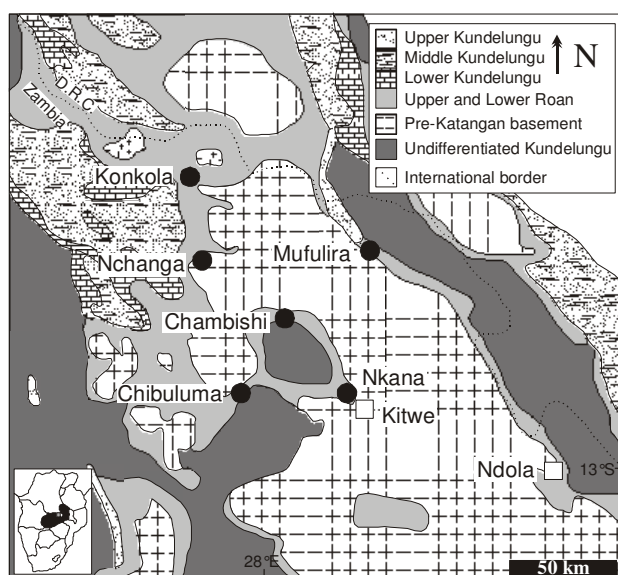 Upper Kundelungu
Middle Kundelungu
Lower Kundelungu
Upper and Lower Roan
Pre-Katangan basement
Undifferentiated Kundelungu
International border
N
D.R.C.
Zambia
Konkola
Nchanga
Mufulira
Chambishi
Chibuluma
Nkana
Kitwe
Ndola
13°S
28°E
50 km